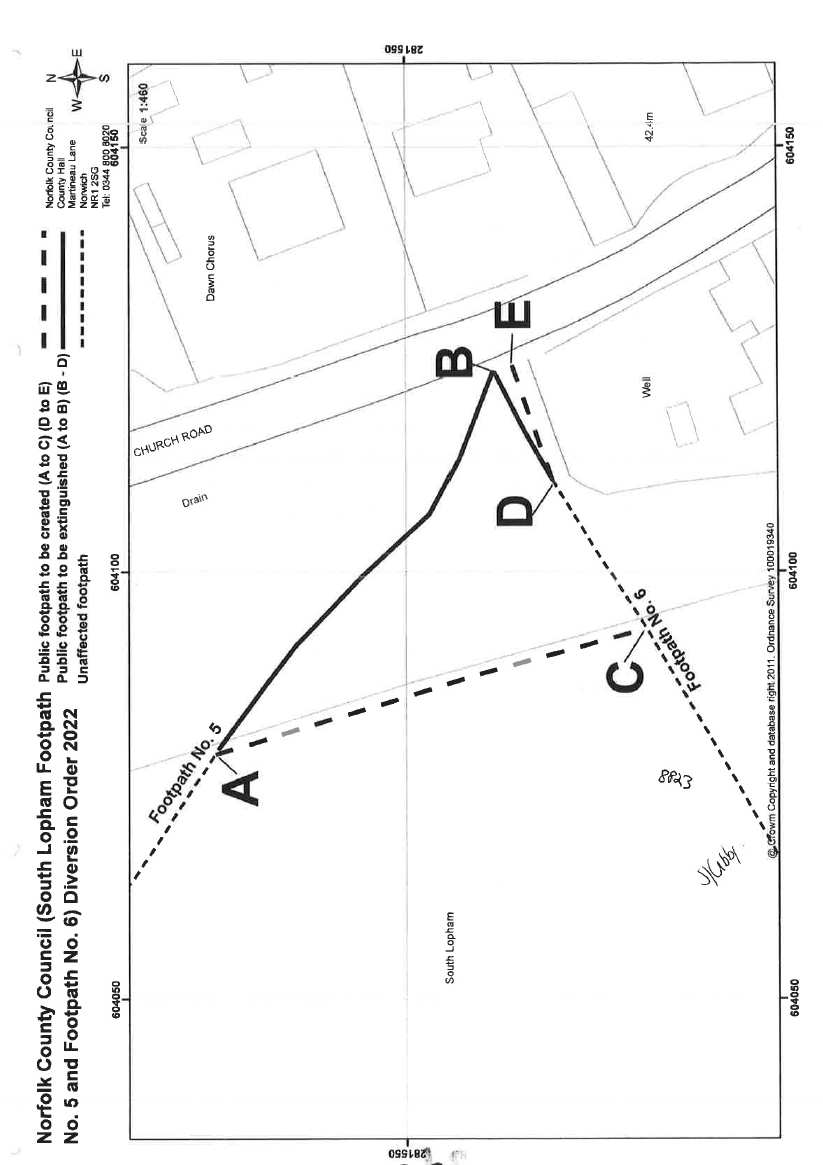 Norfolk County Council (South Lopham Footpath
No. 5 and Footpath No. 6) Diversion Order 2022
Public footpath to be created (A to C) (D to E)
Public footpath to be extinguished (A to B) (B - D)
Unaffected footpath
Norfolk County Council
County Hall
Martineau Lane
Norwich
NR1 2SG
Tel: 0344 800 8020
N
E
S
W
Scale 1:460
604050
604150
281550
281550
604050
604100
604150
Footpath No. 5
A
CHURCH ROAD
Drain
Dawn Chorus
B
E
D
C
Footpath No. 6
Well
42.4m
South Lopham
8823
© Crown Copyright and database right 2011. Ordnance Survey 100019340